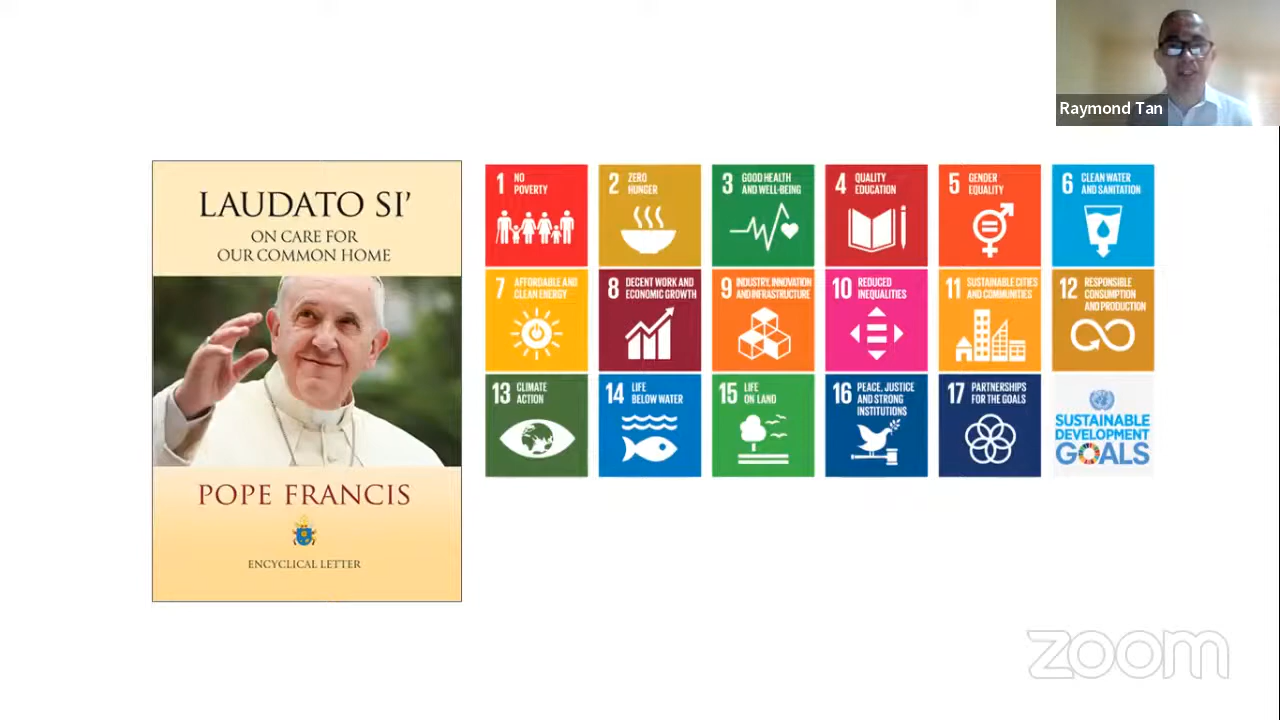 Raymond Tan
LAUDATO SI’
ON CARE FOR
OUR COMMON HOME
POPE FRANCIS
ENCYCLICAL LETTER
1 NO
POVERTY
2 ZERO
HUNGER
3 GOOD HEALTH
AND WELL-BEING
4 QUALITY
EDUCATION
5 GENDER
EQUALITY
6 CLEAN WATER
AND SANITATION
7 AFFORDABLE AND
CLEAN ENERGY
8 DECENT WORK AND
ECONOMIC GROWTH
9 INDUSTRY, INNOVATION
AND INFRASTRUCTURE
10 REDUCED
INEQUALITIES
11 SUSTAINABLE CITIES
AND COMMUNITIES
12 RESPONSIBLE
CONSUMPTION
AND PRODUCTION
13 CLIMATE
ACTION
14 LIFE
BELOW WATER
15 LIFE
ON LAND
16 PEACE, JUSTICE
AND STRONG
INSTITUTIONS
17 PARTNERSHIPS
FOR THE GOALS
SUSTAINABLE
DEVELOPMENT
GOALS
zoom